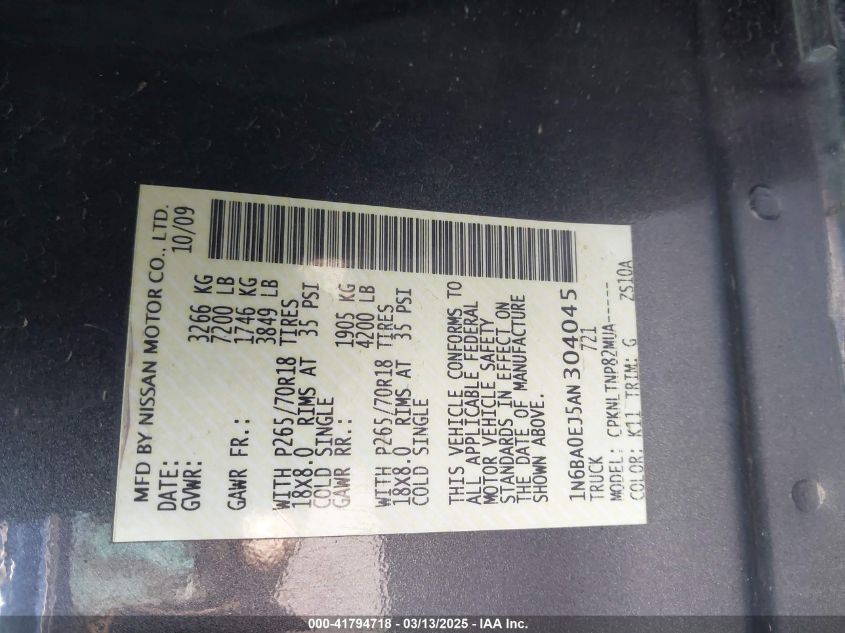 MFD BY NISSAN MOTOR CO., LTD.
DATE: 10/09
GVWR: 3266 KG
7200 LB
GAWR FR.: 1746 KG
3849 LB
WITH P265/70R18 TIRES
18X8.0 RIMS AT 35 PSI
COLD SINGLE
GAWR RR.: 1905 KG
4200 LB
WITH P265/70R18 TIRES
18X8.0 RIMS AT 35 PSI
COLD SINGLE
THIS VEHICLE CONFORMS TO
ALL APPLICABLE FEDERAL
MOTOR VEHICLE SAFETY
STANDARDS IN EFFECT ON
THE DATE OF MANUFACTURE
SHOWN ABOVE.
1N6BA0EJ5AN304045
TRUCK 721
MODEL: CPKNLTNP82MUA------
COLOR: K11 TRIM: G ZS10A
000-41794718 - 03/13/2025 - IAA Inc.